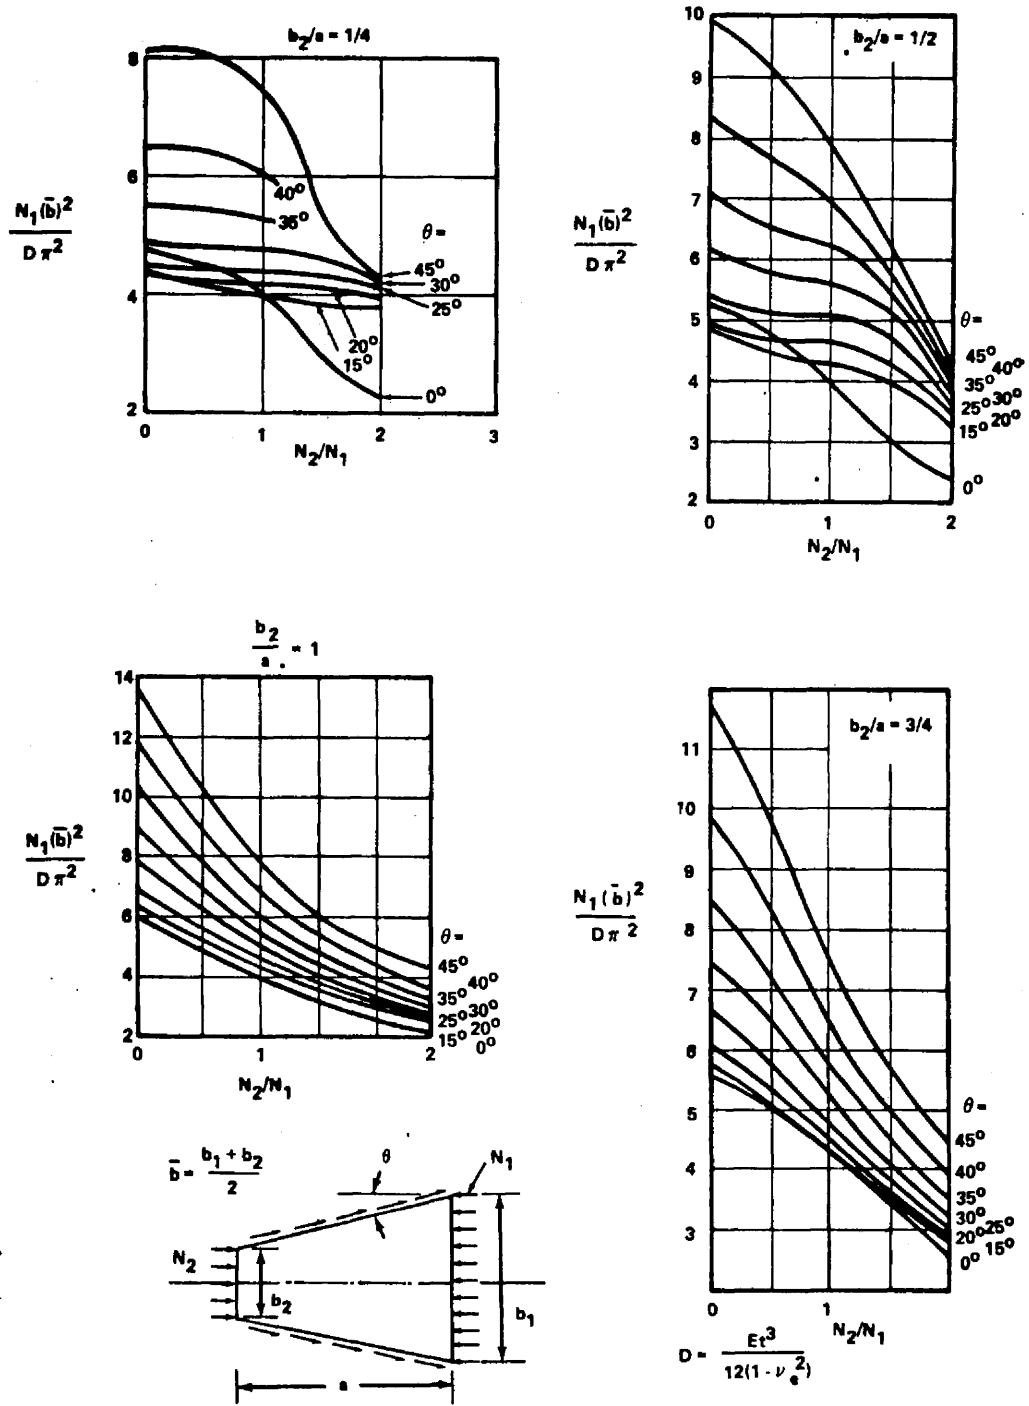 b₂/a = 1/4
8
6
4
2
N₁(b̄)²
Dπ²
40°
35°
θ =
45°
30°
25°
20°
15°
0°
0 1 2 3
N₂/N₁
b₂/a = 1/2
10
9
8
7
6
5
4
3
2
N₁(b̄)²
Dπ²
θ =
45° 40°
35° 30°
25° 20°
15°
0°
0 1 2
N₂/N₁
b₂
a = 1
14
12
10
8
6
4
2
N₁(b̄)²
Dπ²
θ =
45°
40°
35° 30°
25° 20°
15° 0°
0 1 2
N₂/N₁
b₂/a = 3/4
11
10
9
8
7
6
5
4
3
N₁(b̄)²
Dπ²
θ =
45°
40°
35°
30°
20° 25°
0° 15°
0 1
N₂/N₁
b̄ = b₁ + b₂
2
θ
N₁
N₂
b₂
b₁
a
D = Et³
12(1 - νₑ²)